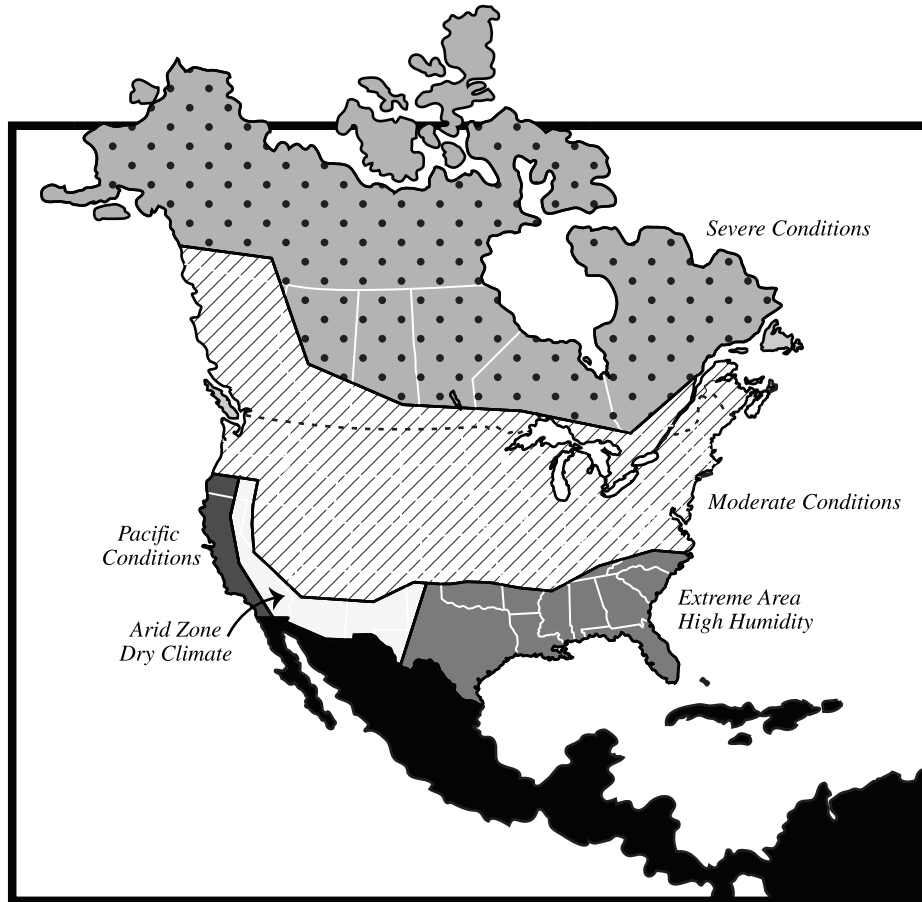 Severe Conditions
Moderate Conditions
Pacific
Conditions
Extreme Area
High Humidity
Arid Zone
Dry Climate